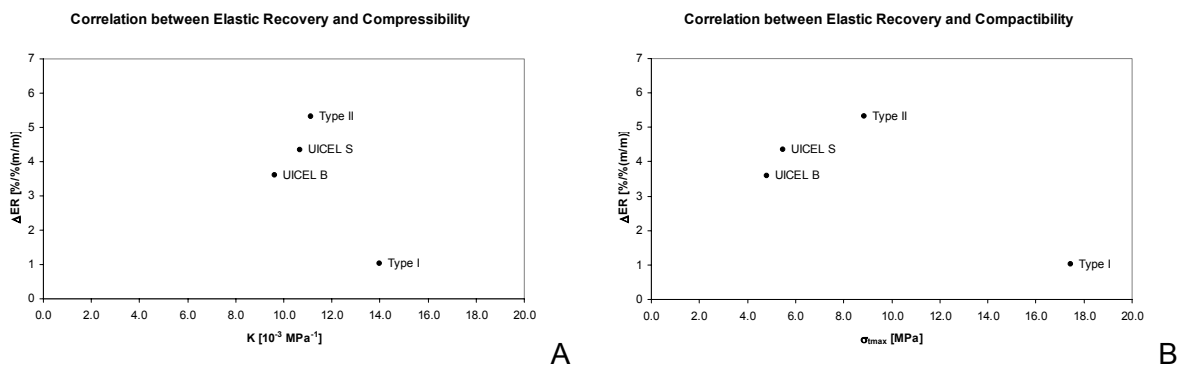 Correlation between Elastic Recovery and Compressibility
7
6
5
4
3
2
1
0
ΔER [%/%(m/m)]
Type II
UICEL S
UICEL B
Type I
0.0 2.0 4.0 6.0 8.0 10.0 12.0 14.0 16.0 18.0 20.0
K [10⁻³ MPa⁻¹]
A
Correlation between Elastic Recovery and Compactibility
7
6
5
4
3
2
1
0
ΔER [%/%(m/m)]
Type II
UICEL S
UICEL B
Type I
0.0 2.0 4.0 6.0 8.0 10.0 12.0 14.0 16.0 18.0 20.0
σtmax [MPa]
B